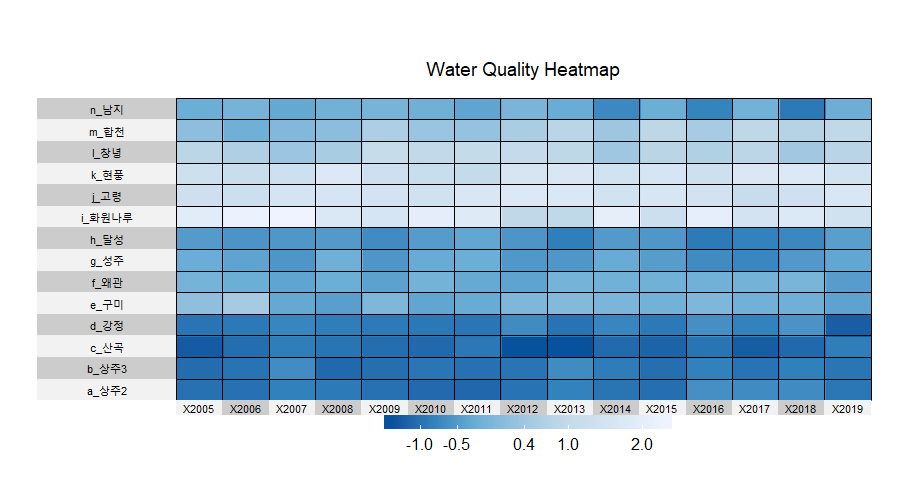 Water Quality Heatmap
n_남지
m_합천
l_창녕
k_현풍
j_고령
i_화원나루
h_달성
g_성주
f_왜관
e_구미
d_강정
c_산곡
b_상주3
a_상주2
X2005 X2006 X2007 X2008 X2009 X2010 X2011 X2012 X2013 X2014 X2015 X2016 X2017 X2018 X2019
-1.0 -0.5 0.4 1.0 2.0